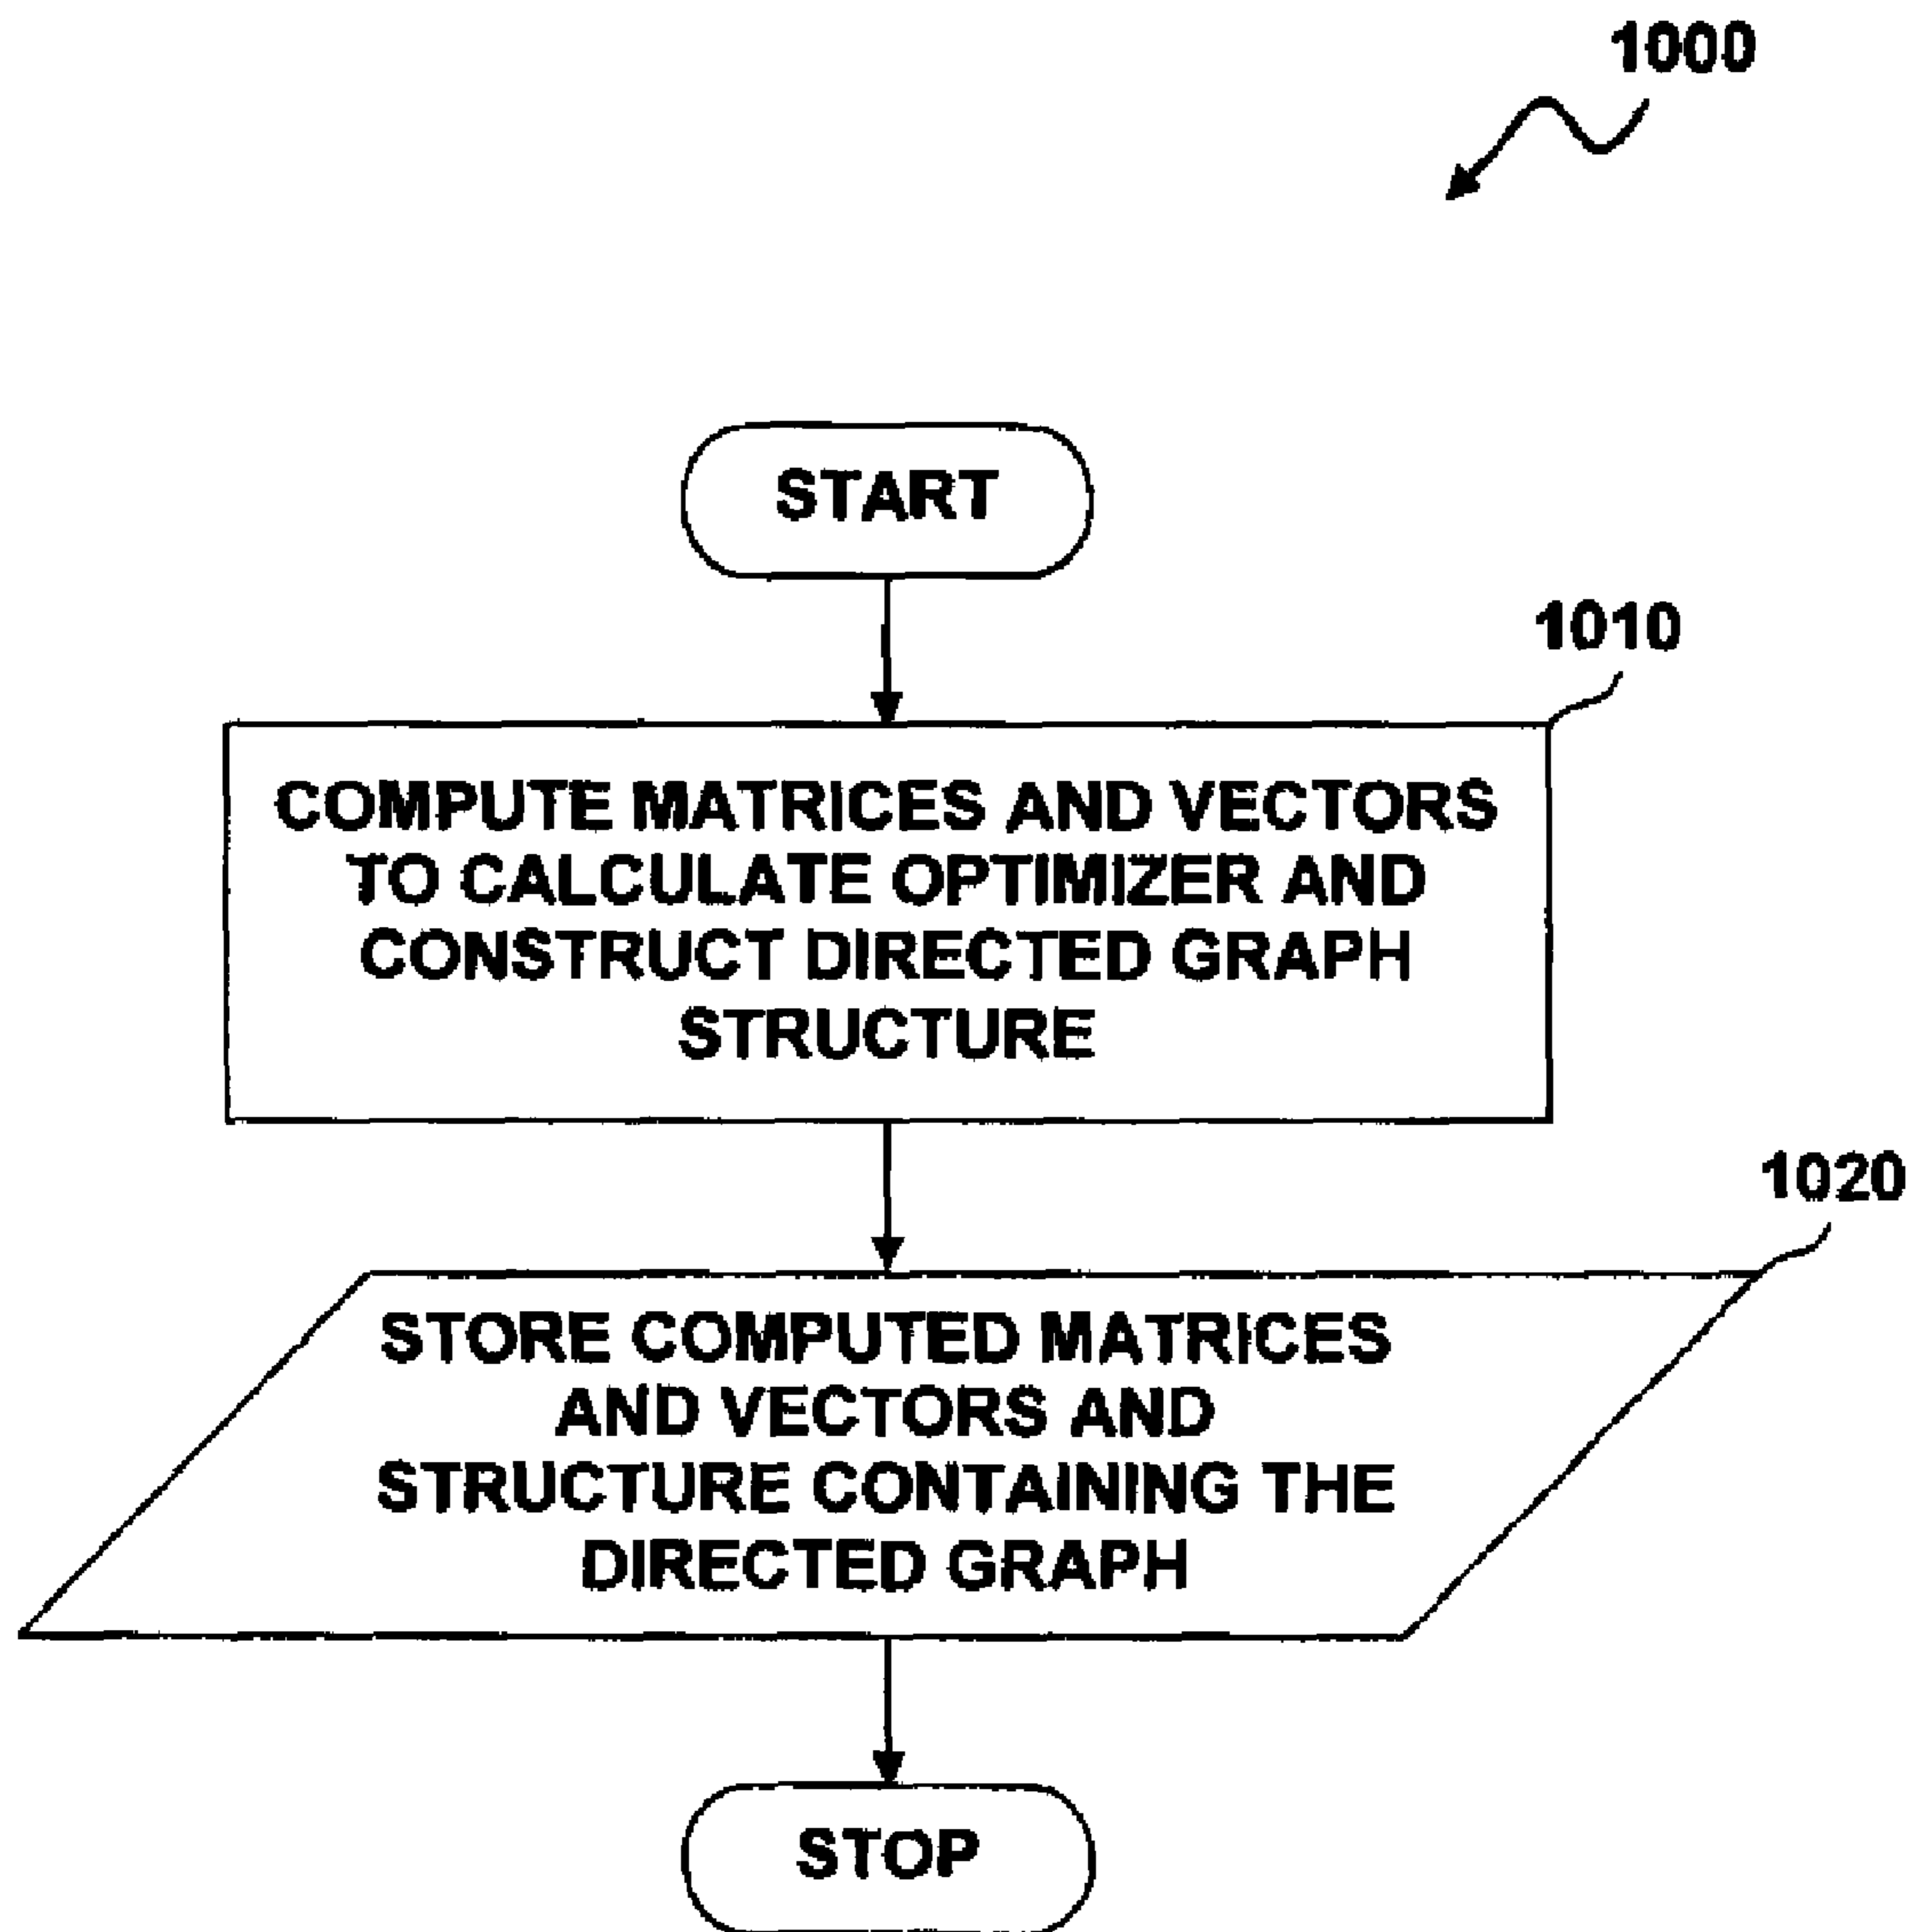 1000
START
1010
COMPUTE MATRICES AND VECTORS
TO CALCULATE OPTIMIZER AND
CONSTRUCT DIRECTED GRAPH
STRUCTURE
1020
STORE COMPUTED MATRICES
AND VECTORS AND
STRUCTURE CONTAINING THE
DIRECTED GRAPH
STOP